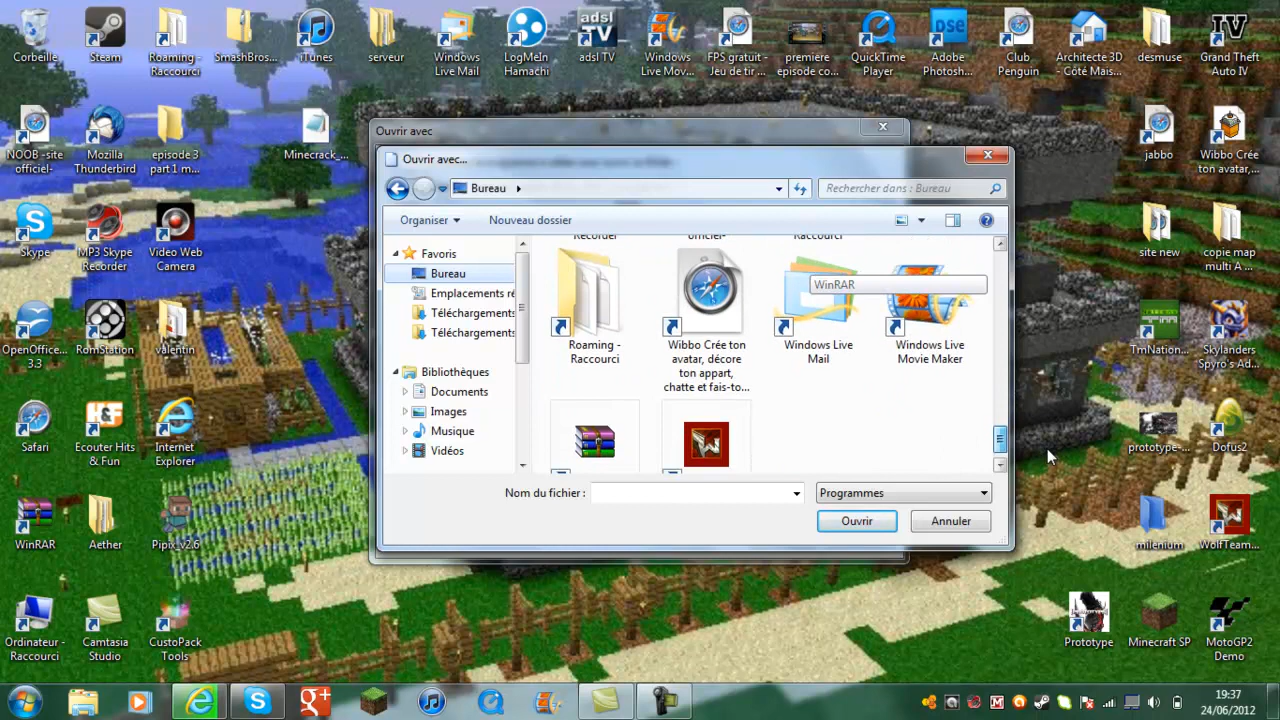 Corbeille
Steam
Roaming -
Raccourci
SmashBros...
iTunes
serveur
Windows
Live Mail
LogMeIn
Hamachi
adsl
TV
adsl TV
Windows
Live Mov...
FPS gratuit -
Jeu de tir ...
premiere
episode co...
QuickTime
Player
DSE
Adobe
Photosh...
Club
Penguin
Architecte 3D
- Côté Mais...
desmuse
IV
Grand Theft
Auto IV
NOOB -site
officiel-
Mozilla
Thunderbird
episode 3
part 1 m...
Minecrack_...
jabbo
Wibbo Crée
ton avatar,...
Skype
MP3 Skype
Recorder
Video Web
Camera
site new
copie map
multi A ...
OpenOffice...
3.3
RomStation
valentin
TmNation...
Skylanders
Spyro's Ad...
Safari
H&F
Ecouter Hits
& Fun
Internet
Explorer
prototype-...
Dofus2
WinRAR
Aether
Pipix_v2.6
milenium
WolfTeam...
Ordinateur -
Raccourci
Camtasia
Studio
CustoPack
Tools
Prototype
Minecraft SP
MotoGP2
Demo
Ouvrir avec
Ouvrir avec...
Bureau
Rechercher dans : Bureau
Organiser
Nouveau dossier
Favoris
Bureau
Emplacements ré
Téléchargements
Téléchargements
Bibliothèques
Documents
Images
Musique
Vidéos
Recorder
officiel-
Raccourci
WinRAR
Roaming -
Raccourci
Wibbo Crée ton
avatar, décore
ton appart,
chatte et fais-to...
Windows Live
Mail
Windows Live
Movie Maker
Nom du fichier :
Programmes
Ouvrir
Annuler
19:37
24/06/2012